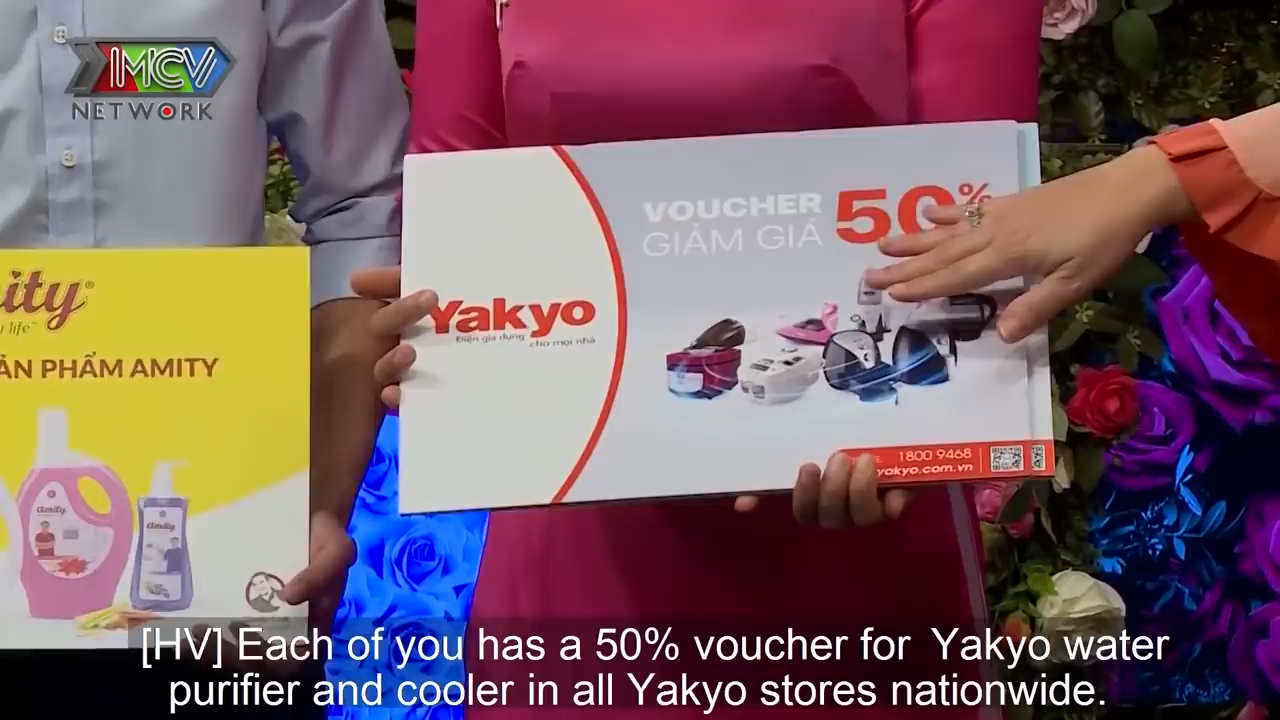 MCV
NETWORK
VOUCHER 50%
GIẢM GIÁ
Yakyo
Điện gia dụng cho mọi nhà
1800 9468
yakyo.com.vn
ity®
life™
ẢN PHẨM AMITY
Amity
Amity
[HV] Each of you has a 50% voucher for Yakyo water
purifier and cooler in all Yakyo stores nationwide.